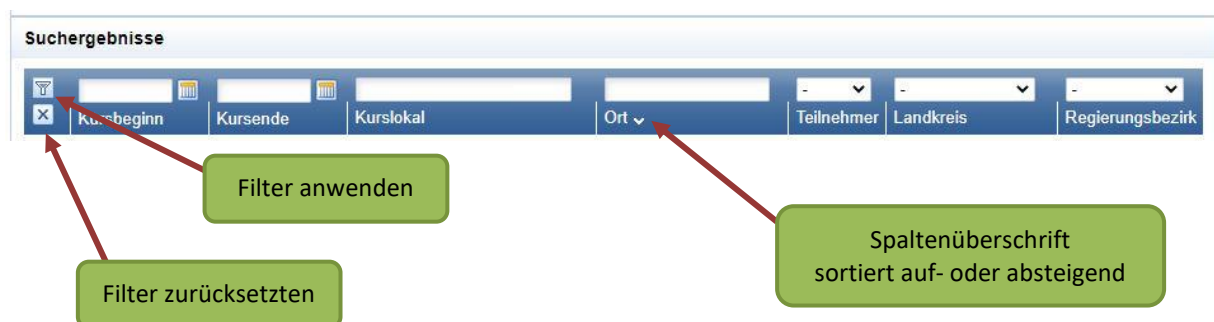 Suchergebnisse
- - -
Kursbeginn Kursende Kurslokal Ort Teilnehmer Landkreis Regierungsbezirk
Filter anwenden
Spaltenüberschrift
sortiert auf- oder absteigend
Filter zurücksetzten